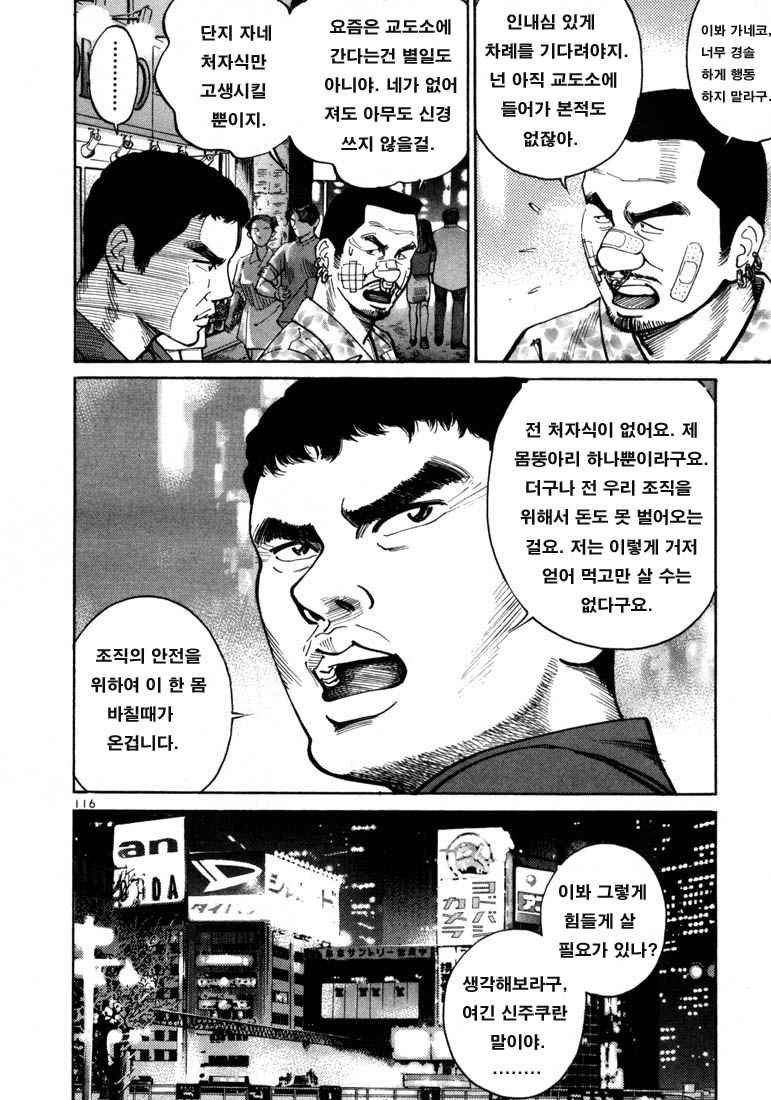 이봐 가네코,
너무 경솔
하게 행동
하지 말라구.
인내심 있게
차례를 기다려야지.
넌 아직 교도소에
들어가 본적도
없잖아.
요즘은 교도소에
간다는건 별일도
아니야. 네가 없어
져도 아무도 신경
쓰지 않을걸.
단지 자네
처자식만
고생시킬
뿐이지.
········
전 처자식이 없어요. 제
몸뚱아리 하나뿐이라구요.
더구나 전 우리 조직을
위해서 돈도 못 벌어오는
걸요. 저는 이렇게 거저
얻어 먹고만 살 수는
없다구요.
조직의 안전을
위하여 이 한 몸
바칠때가
온겁니다.
116
이봐 그렇게
힘들게 살
필요가 있나?
생각해보라구,
여긴 신주쿠란
말이야.
········
an
ヨドバシ
カメラ